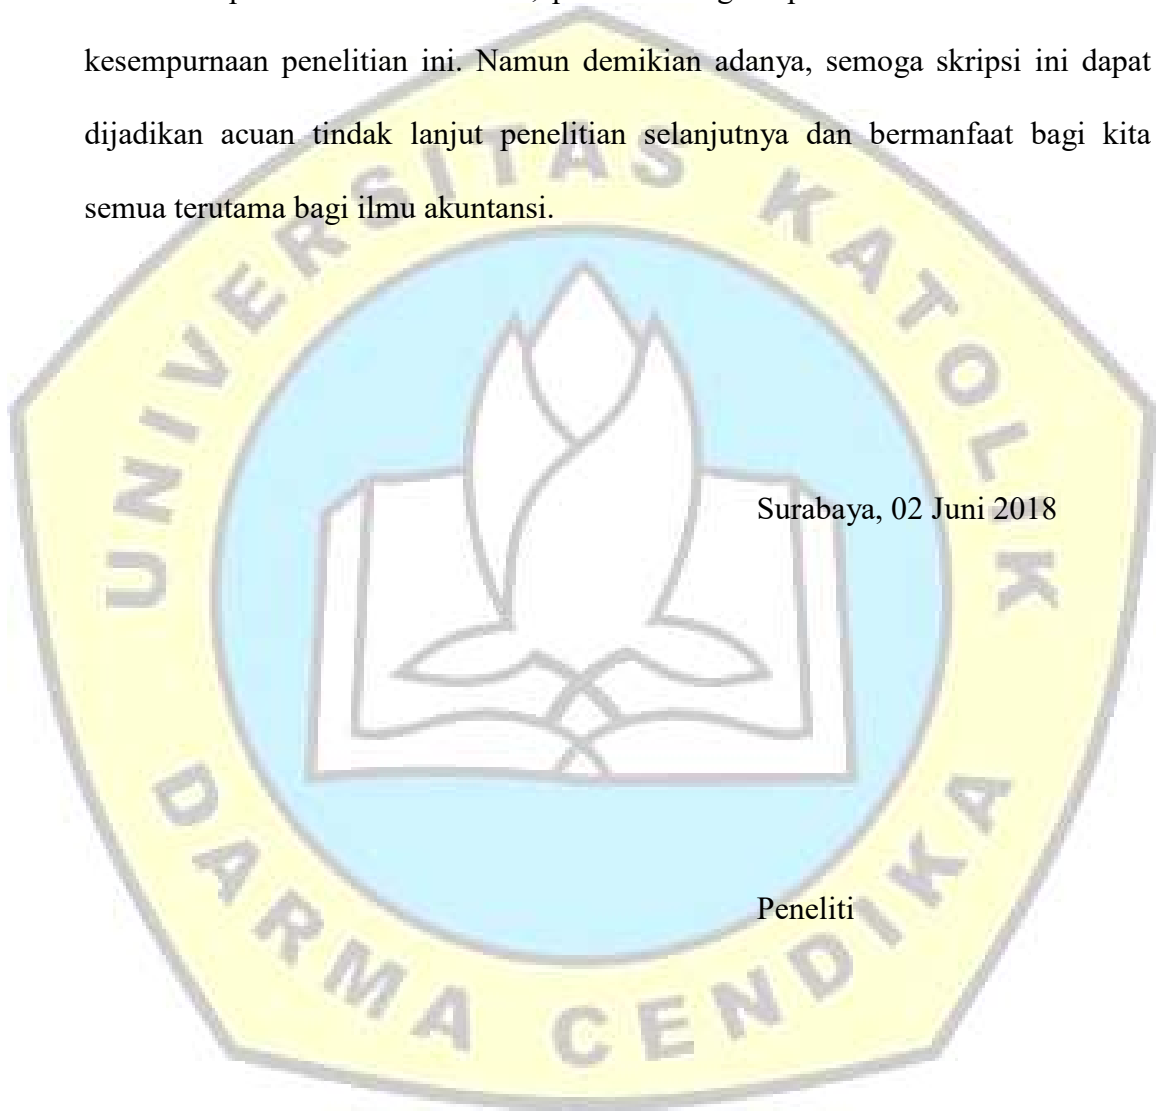 kesempurnaan penelitian ini. Namun demikian adanya, semoga skripsi ini dapat
dijadikan acuan tindak lanjut penelitian selanjutnya dan bermanfaat bagi kita
semua terutama bagi ilmu akuntansi.
UNIVERSITAS KATOLIK
Surabaya, 02 Juni 2018
Peneliti
DARMA CENDIKA